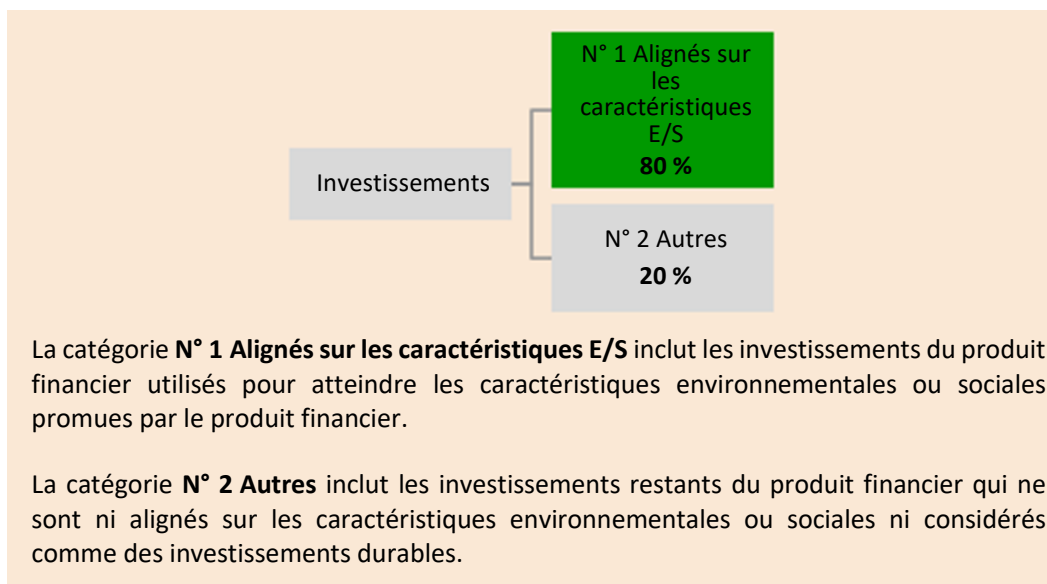 N° 1 Alignés sur
les
caractéristiques
E/S
80 %
Investissements
N° 2 Autres
20 %
La catégorie N° 1 Alignés sur les caractéristiques E/S inclut les investissements du produit
financier utilisés pour atteindre les caractéristiques environnementales ou sociales
promues par le produit financier.
La catégorie N° 2 Autres inclut les investissements restants du produit financier qui ne
sont ni alignés sur les caractéristiques environnementales ou sociales ni considérés
comme des investissements durables.